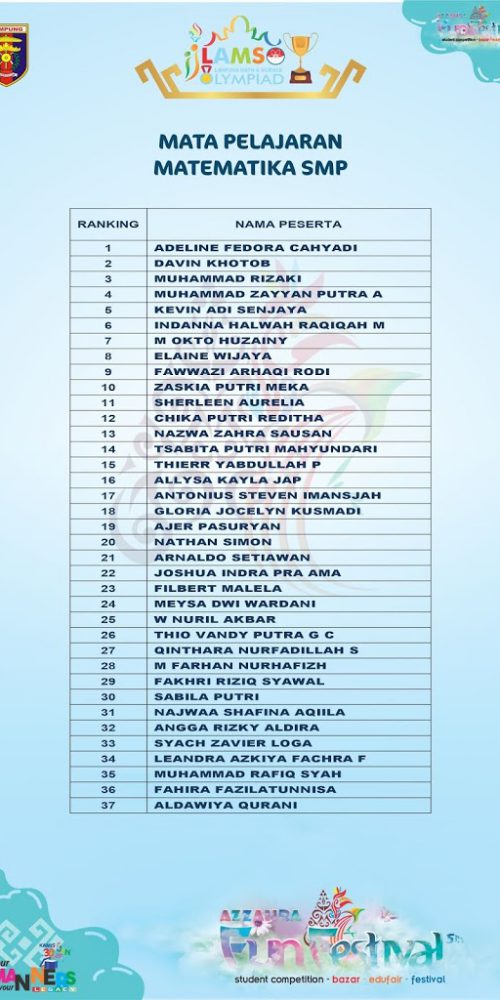 LAMPUNG
LAMSO
LAMPUNG MATH & SCIENCE
OLYMPIAD
MATA PELAJARAN
MATEMATIKA SMP
RANKING NAMA PESERTA
1 ADELINE FEDORA CAHYADI
2 DAVIN KHOTOB
3 MUHAMMAD RIZAKI
4 MUHAMMAD ZAYYAN PUTRA A
5 KEVIN ADI SENJAYA
6 INDANNA HALWAH RAQIQAH M
7 M OKTO HUZAINY
8 ELAINE WIJAYA
9 FAWWAZI ARHAQI RODI
10 ZASKIA PUTRI MEKA
11 SHERLEEN AURELIA
12 CHIKA PUTRI REDITHA
13 NAZWA ZAHRA SAUSAN
14 TSABITA PUTRI MAHYUNDARI
15 THIERR YABDULLAH P
16 ALLYSA KAYLA JAP
17 ANTONIUS STEVEN IMANSJAH
18 GLORIA JOCELYN KUSMADI
19 AJER PASURYAN
20 NATHAN SIMON
21 ARNALDO SETIAWAN
22 JOSHUA INDRA PRA AMA
23 FILBERT MALELA
24 MEYSA DWI WARDANI
25 W NURIL AKBAR
26 THIO VANDY PUTRA G C
27 QINTHARA NURFADILLAH S
28 M FARHAN NURHAFIZH
29 FAKHRI RIZIQ SYAWAL
30 SABILA PUTRI
31 NAJWAA SHAFINA AQIILA
32 ANGGA RIZKY ALDIRA
33 SYACH ZAVIER LOGA
34 LEANDRA AZKIYA FACHRA F
35 MUHAMMAD RAFIQ SYAH
36 FAHIRA FAZILATUNNISA
37 ALDAWIYA QURANI
AZZAHRA
Fun Festival
student competition - bazar - edufair - festival
MANNERS
LEGACY